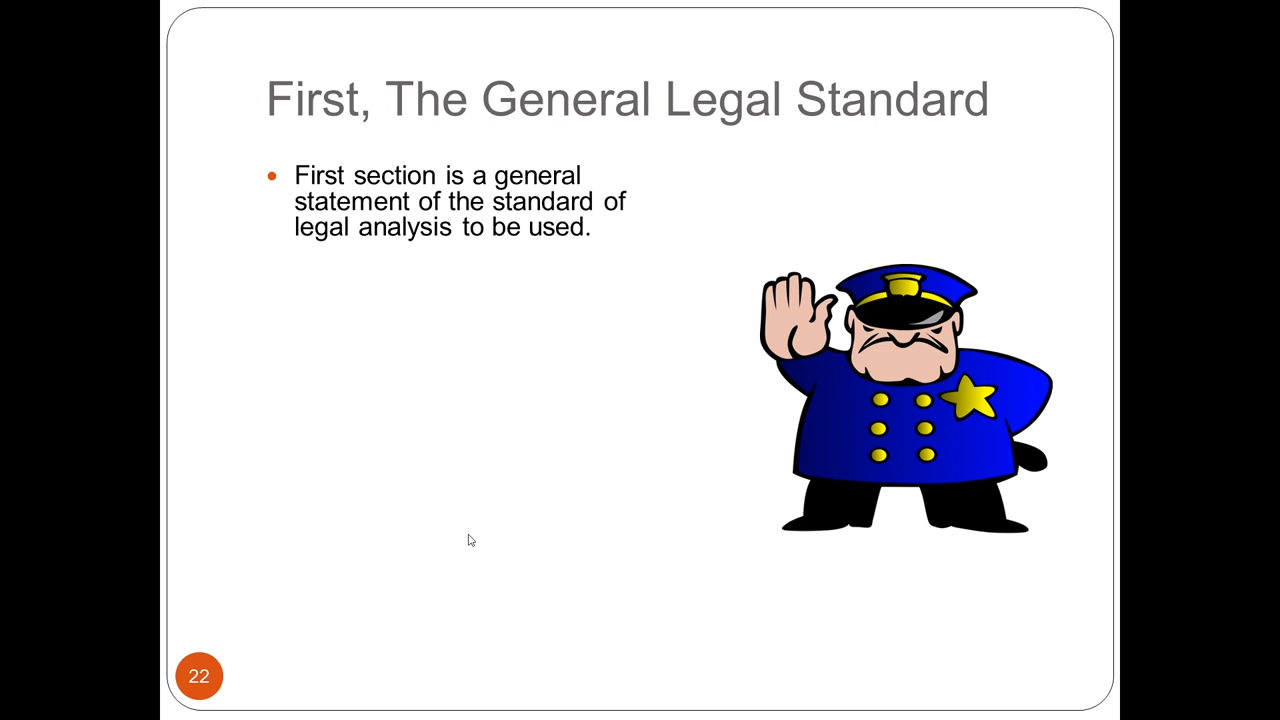 First, The General Legal Standard
First section is a general
statement of the standard of
legal analysis to be used.
22